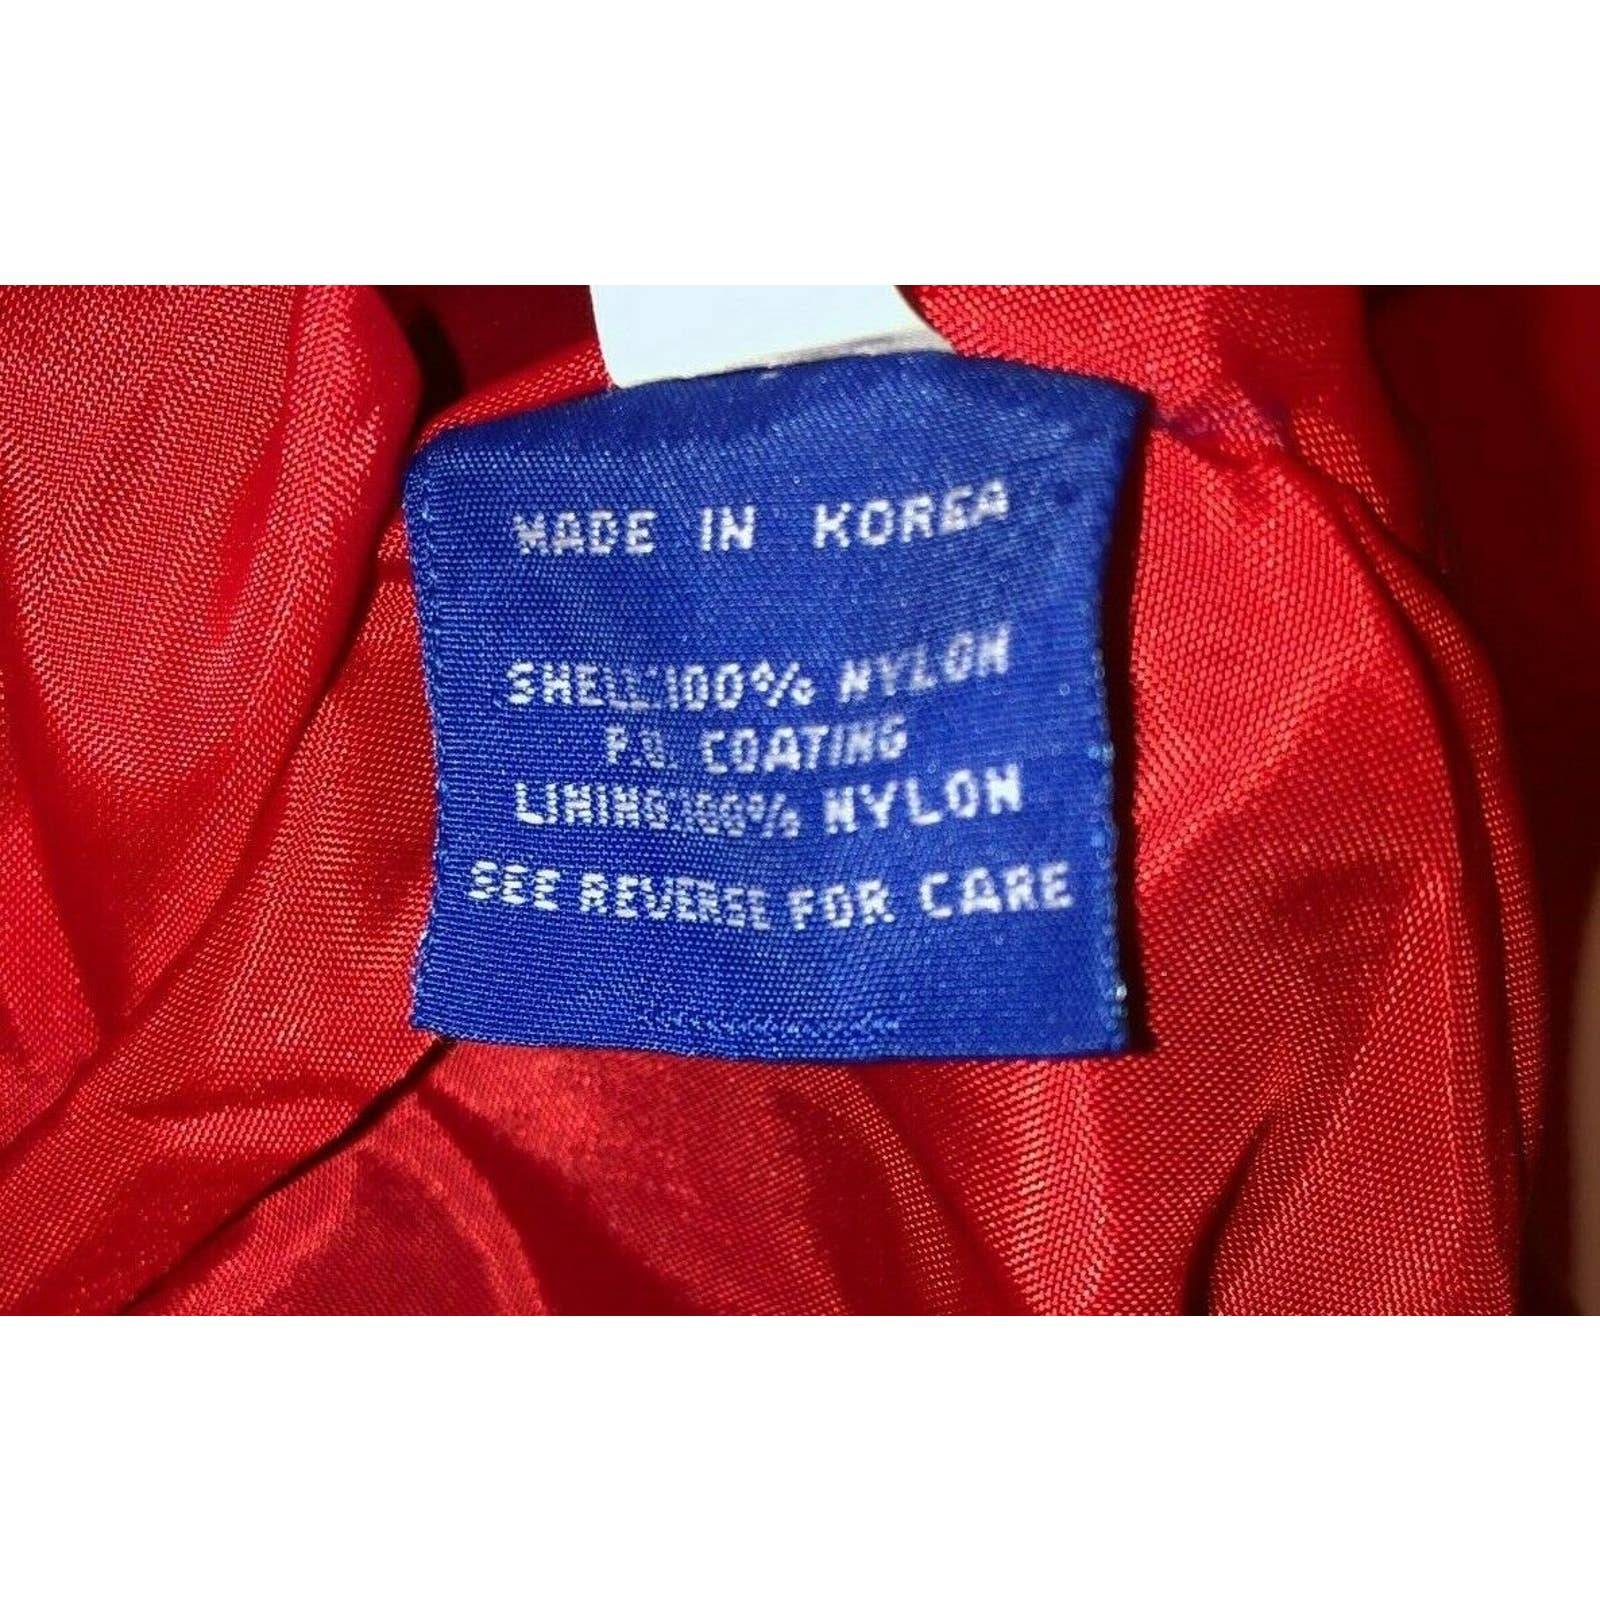 MADE IN KOREA
SHELL:100% NYLON
P.U. COATING
LINING:100% NYLON
SEE REVERSE FOR CARE